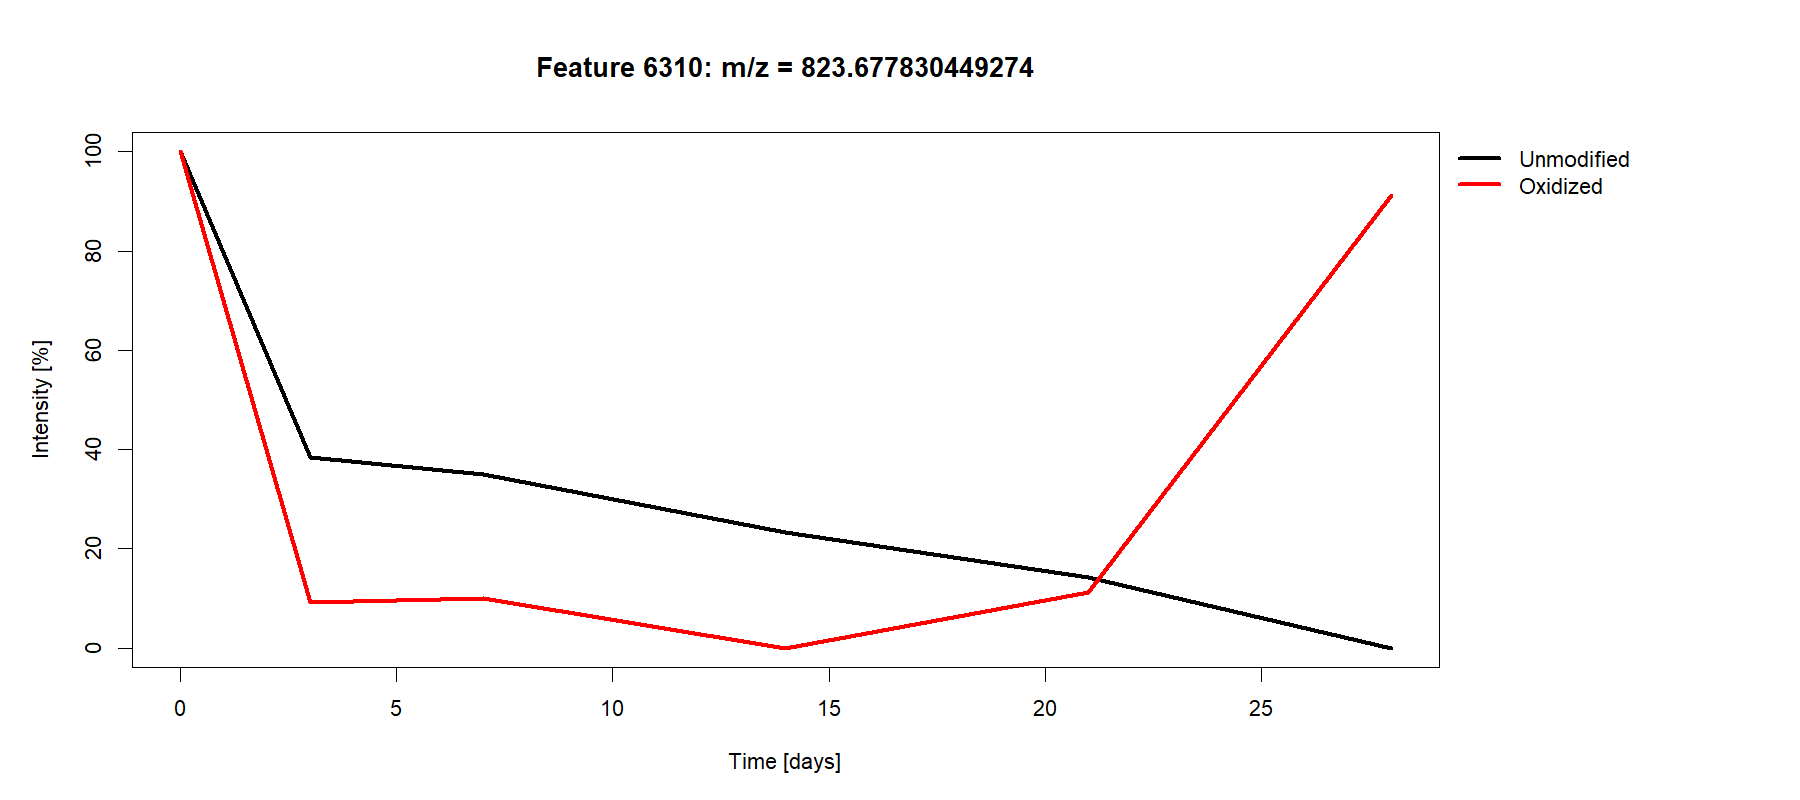 Feature 6310: m/z = 823.677830449274
Unmodified
Oxidized
Intensity [%]
100
80
60
40
20
0
0 5 10 15 20 25
Time [days]